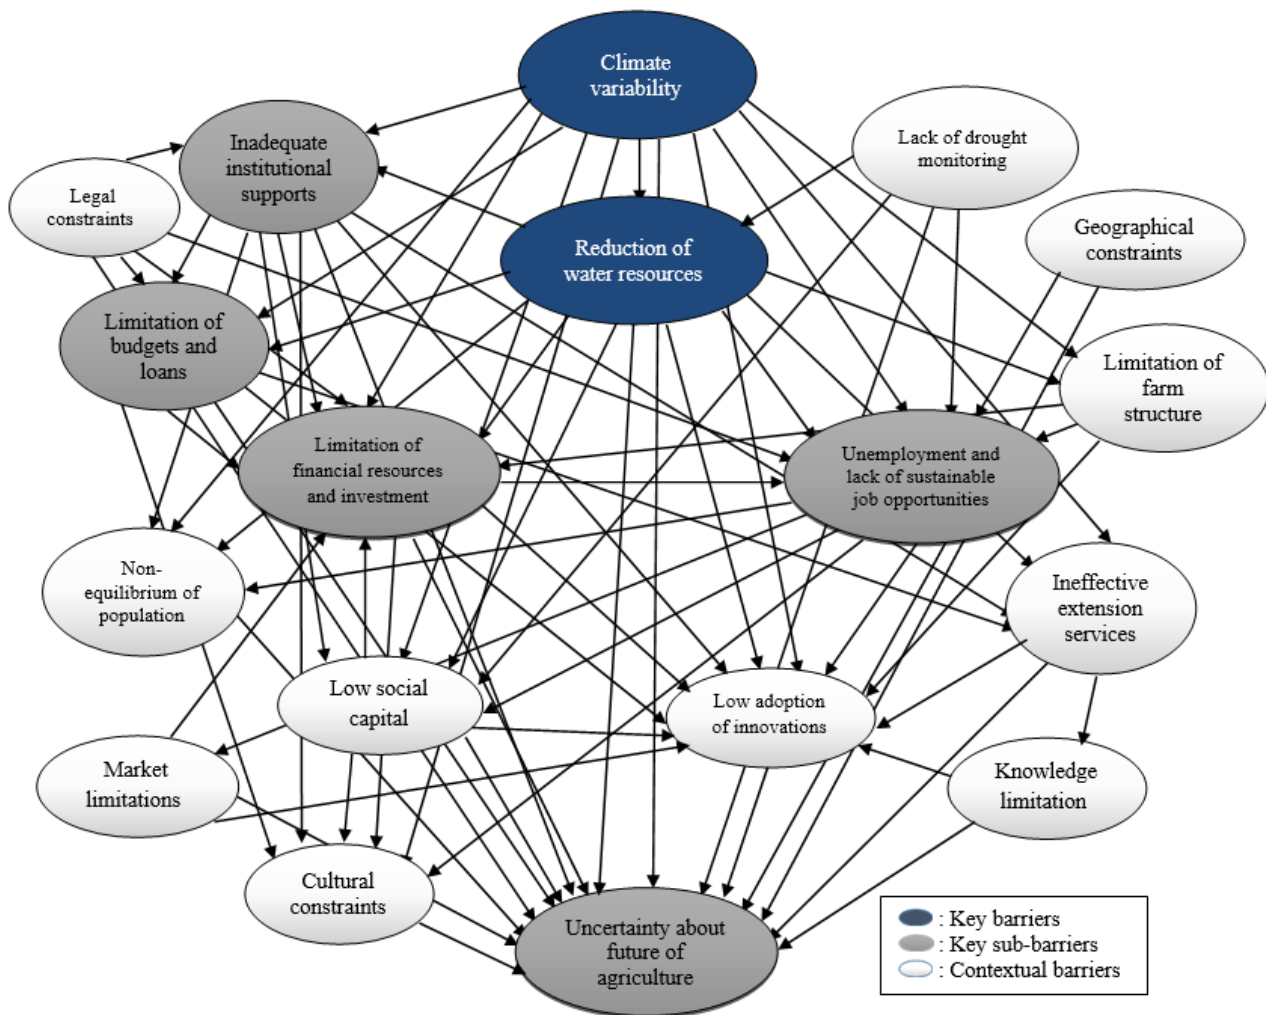 Climate
variability
Inadequate
institutional
supports
Lack of drought
monitoring
Legal
constraints
Reduction of
water resources
Geographical
constraints
Limitation of
budgets and
loans
Limitation of
farm
structure
Limitation of
financial resources
and investment
Unemployment and
lack of sustainable
job opportunities
Non-
equilibrium of
population
Ineffective
extension
services
Low social
capital
Low adoption
of innovations
Market
limitations
Knowledge
limitation
Cultural
constraints
Uncertainty about
future of
agriculture
: Key barriers
: Key sub-barriers
: Contextual barriers